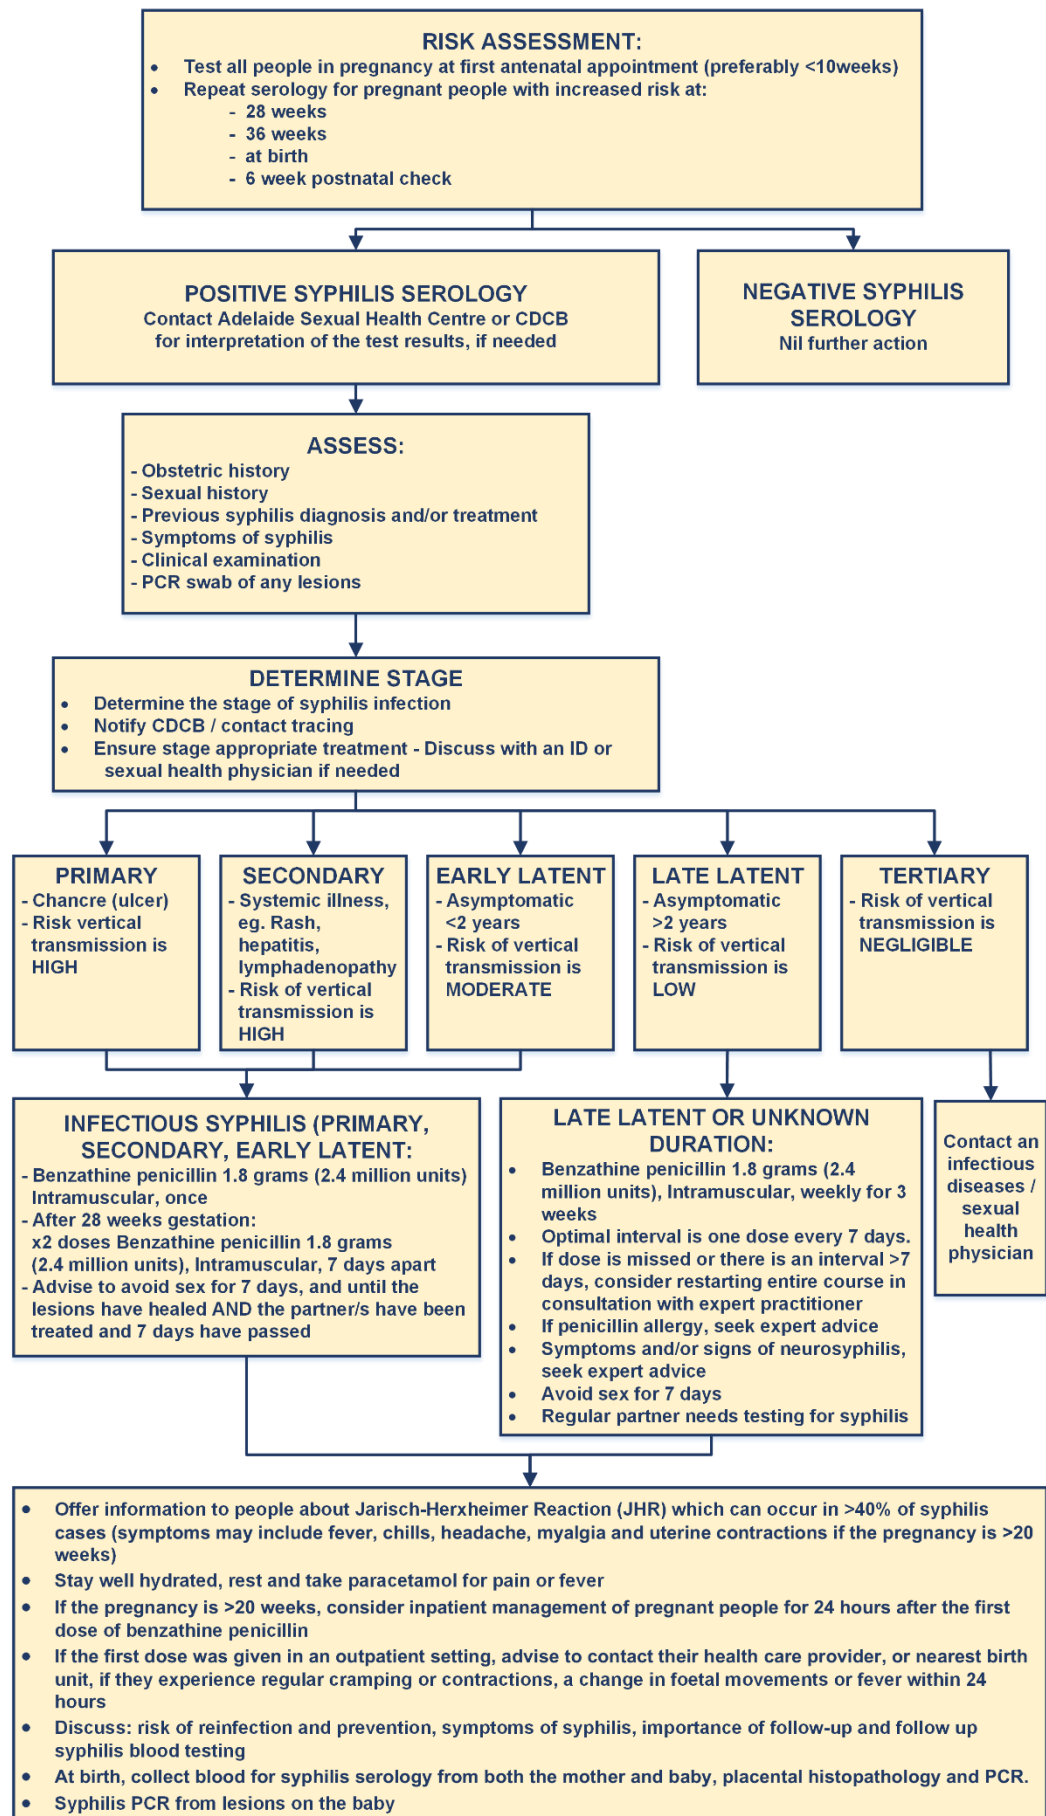 RISK ASSESSMENT:
• Test all people in pregnancy at first antenatal appointment (preferably <10weeks)
• Repeat serology for pregnant people with increased risk at:
- 28 weeks
- 36 weeks
- at birth
- 6 week postnatal check
POSITIVE SYPHILIS SEROLOGY
Contact Adelaide Sexual Health Centre or CDCB
for interpretation of the test results, if needed
NEGATIVE SYPHILIS
SEROLOGY
Nil further action
ASSESS:
- Obstetric history
- Sexual history
- Previous syphilis diagnosis and/or treatment
- Symptoms of syphilis
- Clinical examination
- PCR swab of any lesions
DETERMINE STAGE
• Determine the stage of syphilis infection
• Notify CDCB / contact tracing
• Ensure stage appropriate treatment - Discuss with an ID or
sexual health physician if needed
PRIMARY
- Chancre (ulcer)
- Risk vertical
transmission is
HIGH
SECONDARY
- Systemic illness,
eg. Rash,
hepatitis,
lymphadenopathy
- Risk of vertical
transmission is
HIGH
EARLY LATENT
- Asymptomatic
<2 years
- Risk of vertical
transmission is
MODERATE
LATE LATENT
- Asymptomatic
>2 years
- Risk of vertical
transmission is
LOW
TERTIARY
- Risk of vertical
transmission is
NEGLIGIBLE
INFECTIOUS SYPHILIS (PRIMARY,
SECONDARY, EARLY LATENT:
- Benzathine penicillin 1.8 grams (2.4 million units)
Intramuscular, once
- After 28 weeks gestation:
x2 doses Benzathine penicillin 1.8 grams
(2.4 million units), Intramuscular, 7 days apart
- Advise to avoid sex for 7 days, and until the
lesions have healed AND the partner/s have been
treated and 7 days have passed
LATE LATENT OR UNKNOWN
DURATION:
• Benzathine penicillin 1.8 grams (2.4
million units), Intramuscular, weekly for 3
weeks
• Optimal interval is one dose every 7 days.
• If dose is missed or there is an interval >7
days, consider restarting entire course in
consultation with expert practitioner
• If penicillin allergy, seek expert advice
• Symptoms and/or signs of neurosyphilis,
seek expert advice
• Avoid sex for 7 days
• Regular partner needs testing for syphilis
Contact an
infectious
diseases /
sexual
health
physician
• Offer information to people about Jarisch-Herxheimer Reaction (JHR) which can occur in >40% of syphilis
cases (symptoms may include fever, chills, headache, myalgia and uterine contractions if the pregnancy is >20
weeks)
• Stay well hydrated, rest and take paracetamol for pain or fever
• If the pregnancy is >20 weeks, consider inpatient management of pregnant people for 24 hours after the first
dose of benzathine penicillin
• If the first dose was given in an outpatient setting, advise to contact their health care provider, or nearest birth
unit, if they experience regular cramping or contractions, a change in foetal movements or fever within 24
hours
• Discuss: risk of reinfection and prevention, symptoms of syphilis, importance of follow-up and follow up
syphilis blood testing
• At birth, collect blood for syphilis serology from both the mother and baby, placental histopathology and PCR.
• Syphilis PCR from lesions on the baby